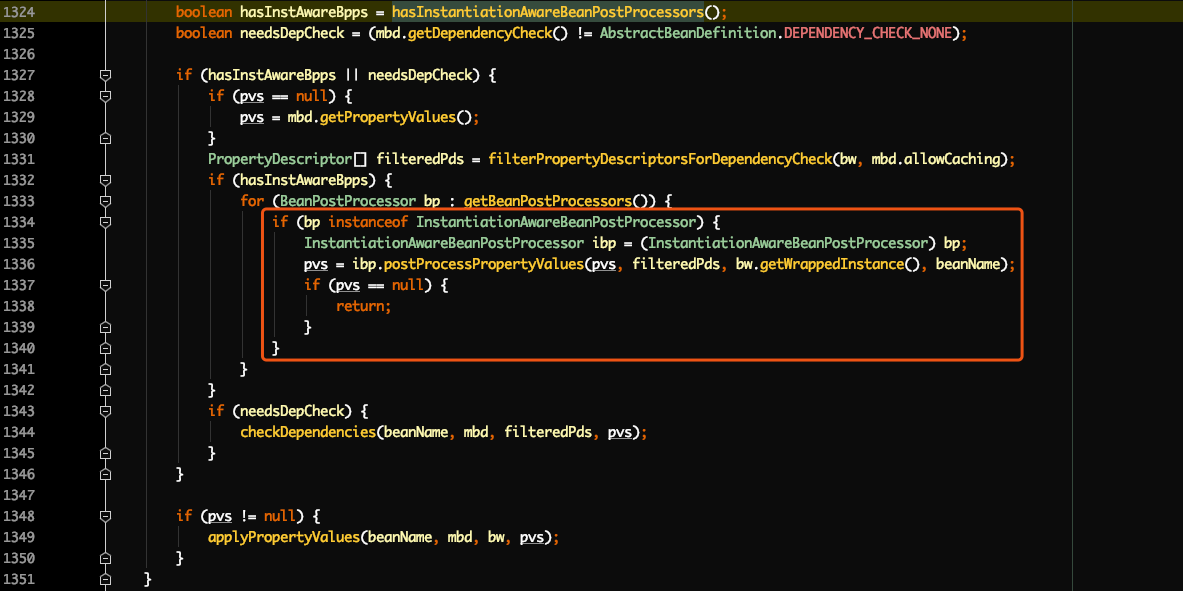 1324 boolean hasInstAwareBpps = hasInstantiationAwareBeanPostProcessors();
1325 boolean needsDepCheck = (mbd.getDependencyCheck() != AbstractBeanDefinition.DEPENDENCY_CHECK_NONE);
1326
1327 if (hasInstAwareBpps || needsDepCheck) {
1328 if (pvs == null) {
1329 pvs = mbd.getPropertyValues();
1330 }
1331 PropertyDescriptor[] filteredPds = filterPropertyDescriptorsForDependencyCheck(bw, mbd.allowCaching);
1332 if (hasInstAwareBpps) {
1333 for (BeanPostProcessor bp : getBeanPostProcessors()) {
1334 if (bp instanceof InstantiationAwareBeanPostProcessor) {
1335 InstantiationAwareBeanPostProcessor ibp = (InstantiationAwareBeanPostProcessor) bp;
1336 pvs = ibp.postProcessPropertyValues(pvs, filteredPds, bw.getWrappedInstance(), beanName);
1337 if (pvs == null) {
1338 return;
1339 }
1340 }
1341 }
1342 }
1343 if (needsDepCheck) {
1344 checkDependencies(beanName, mbd, filteredPds, pvs);
1345 }
1346 }
1347
1348 if (pvs != null) {
1349 applyPropertyValues(beanName, mbd, bw, pvs);
1350 }
1351 }